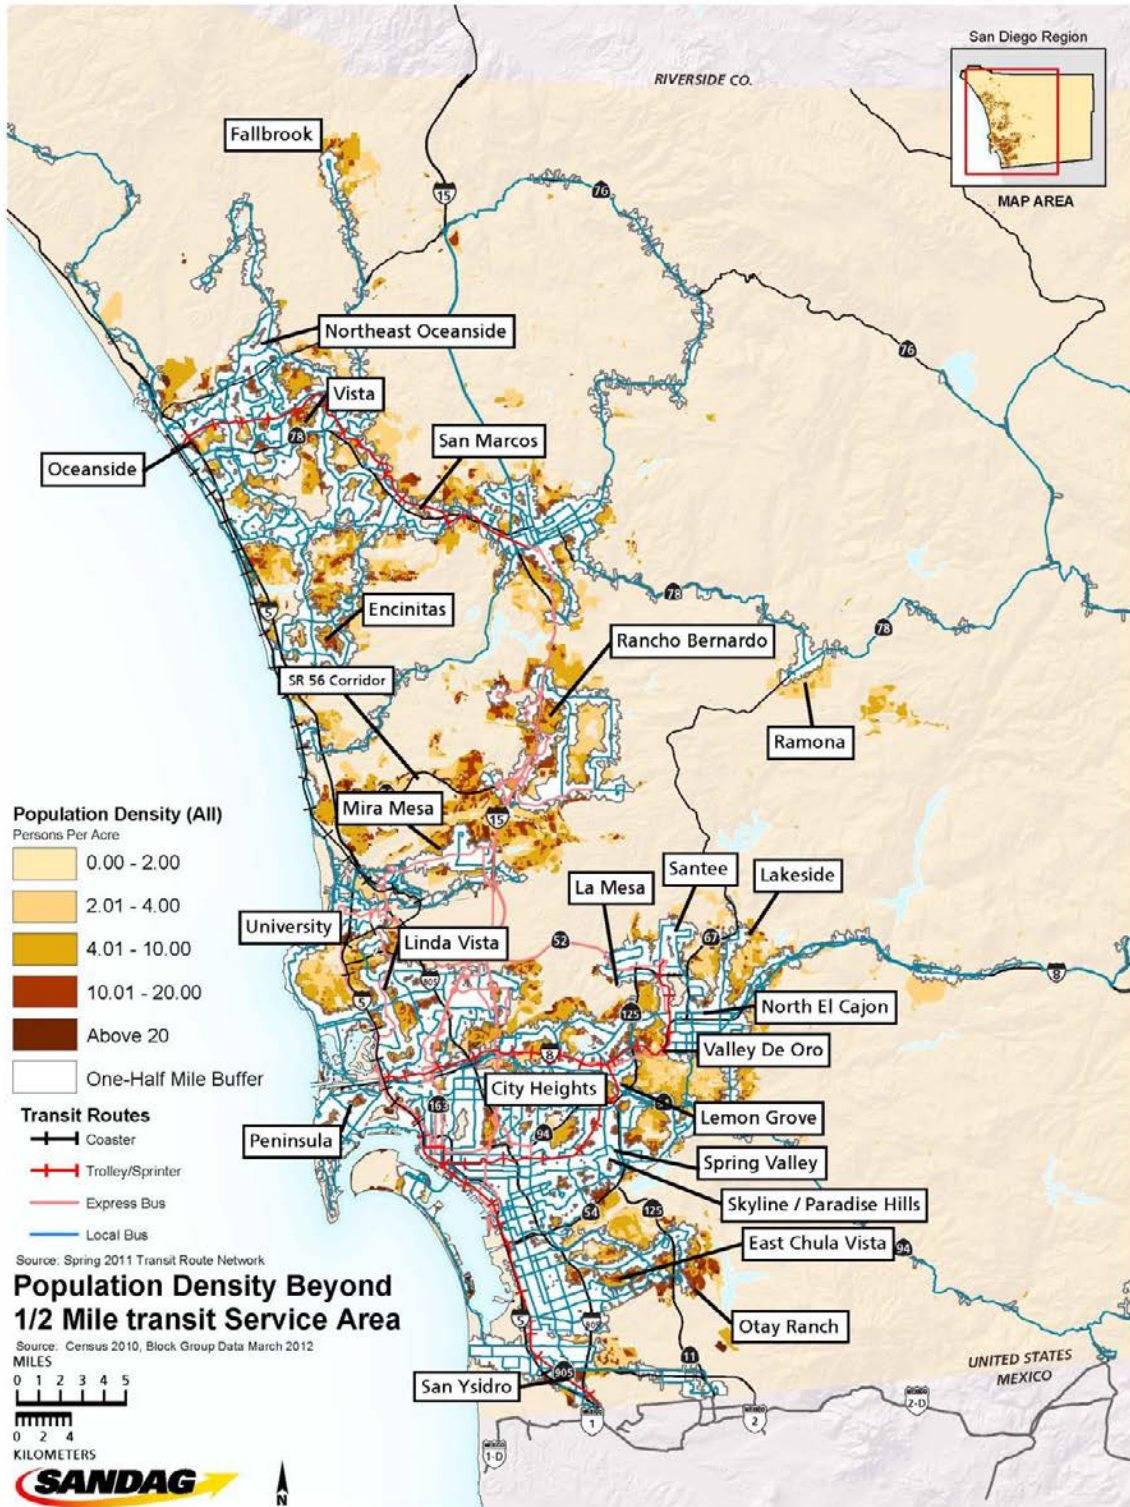 San Diego Region
MAP AREA
RIVERSIDE CO.
Fallbrook
15
76
Northeast Oceanside
76
Vista
San Marcos
78
Oceanside
5
Encinitas
78
78
Rancho Bernardo
SR 56 Corridor
Ramona
Mira Mesa
15
Population Density (All)
Persons Per Acre
0.00 - 2.00
2.01 - 4.00
4.01 - 10.00
10.01 - 20.00
Above 20
One-Half Mile Buffer
Transit Routes
Coaster
Trolley/Sprinter
Express Bus
Local Bus
Santee
La Mesa
Lakeside
University
Linda Vista
52
67
8
805
5
125
North El Cajon
Valley De Oro
8
City Heights
Lemon Grove
163
94
Peninsula
Spring Valley
Skyline / Paradise Hills
54
125
East Chula Vista
94
Otay Ranch
5
805
11
905
San Ysidro
UNITED STATES
MEXICO
MEXICO
1
MEXICO
2
MEXICO
2-D
MEXICO
1-D
Source: Spring 2011 Transit Route Network
Population Density Beyond
1/2 Mile transit Service Area
Source: Census 2010, Block Group Data March 2012
MILES
0 1 2 3 4 5
0 2 4
KILOMETERS
SANDAG
N